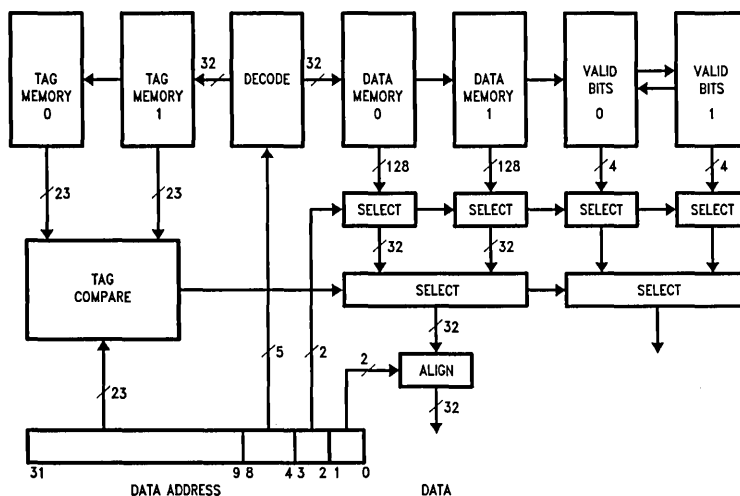 TAG MEMORY 0
TAG MEMORY 1
32
DECODE
32
DATA MEMORY 0
DATA MEMORY 1
VALID BITS 0
VALID BITS 1
23
23
128
128
4
4
SELECT
SELECT
SELECT
SELECT
32
32
TAG COMPARE
SELECT
SELECT
32
5
2
2
ALIGN
23
32
31
9
8
4
3
2
1
0
DATA ADDRESS
DATA